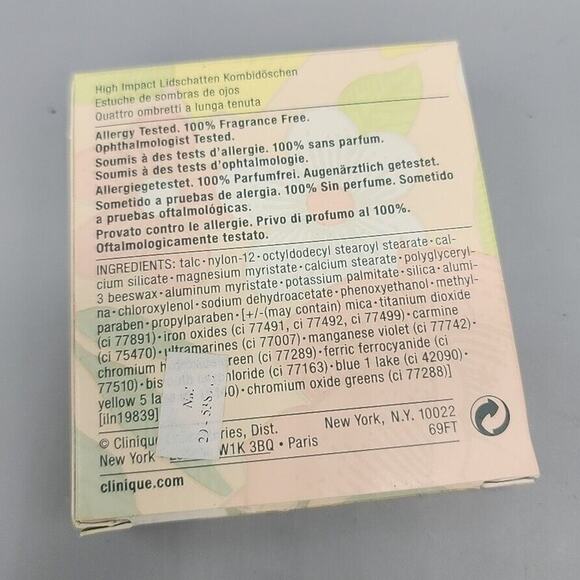 High Impact Lidschatten Kombidöschen
Estuche de sombras de ojos
Quattro ombretti a lunga tenuta
Allergy Tested. 100% Fragrance Free.
Ophthalmologist Tested.
Soumis à des tests d'allergie. 100% sans parfum.
Soumis à des tests d'ophtalmologie.
Allergiegetestet. 100% Parfumfrei. Augenärztlich getestet.
Sometido a pruebas de alergia. 100% Sin perfume. Sometido
a pruebas oftalmológicas.
Provato contro le allergie. Privo di profumo al 100%.
Oftalmologicamente testato.
INGREDIENTS: talc · nylon-12 · octyldodecyl stearoyl stearate · cal-
cium silicate · magnesium myristate · calcium stearate · polyglyceryl-
3 beeswax · aluminum myristate · potassium palmitate · silica · alumi-
na · chloroxylenol · sodium dehydroacetate · phenoxyethanol · methyl-
paraben · propylparaben · [+/-(may contain) mica · titanium dioxide
(ci 77891) · iron oxides (ci 77491, ci 77492, ci 77499) · carmine
(ci 75470) · ultramarines (ci 77007) · manganese violet (ci 77742) ·
chromium green (ci 77289) · ferric ferrocyanide (ci
77510) · chloride (ci 77163) · blue 1 lake (ci 42090) ·
yellow 5 · chromium oxide greens (ci 77288)]
[iln19839]
© Clinique Dist. New York, N.Y. 10022
New York · W1K 3BQ · Paris 69FT
clinique.com